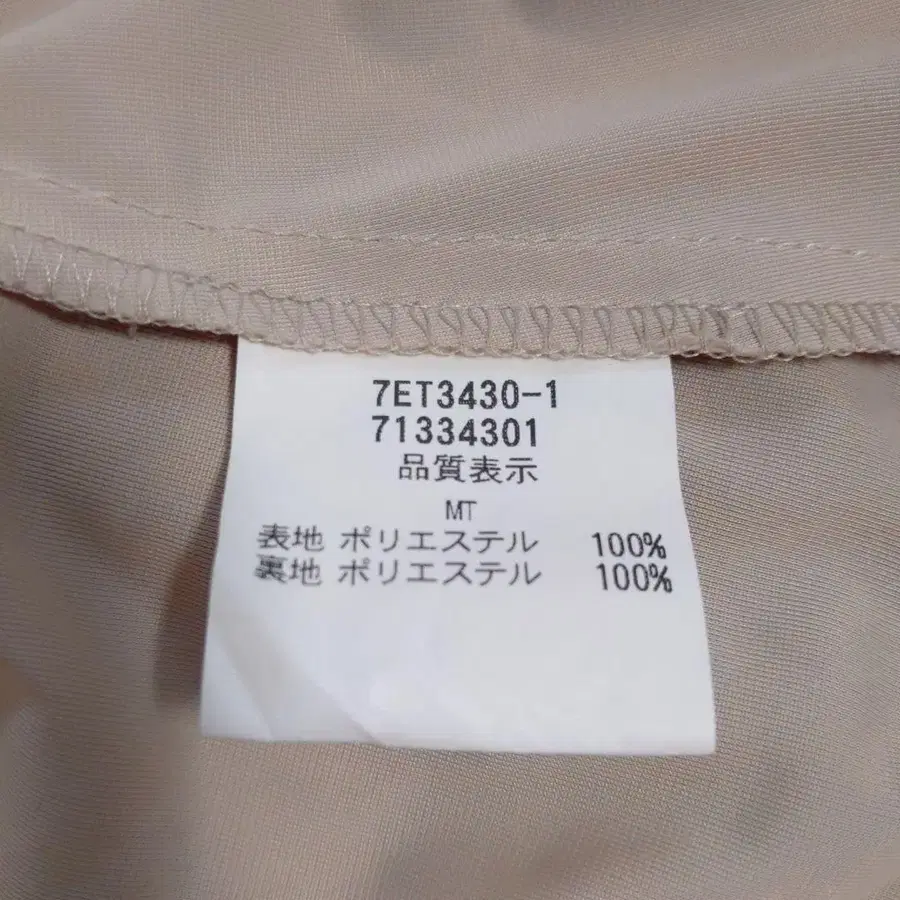 7ET3430-1
71334301
品質表示
MT
表地 ポリエステル 100%
裏地 ポリエステル 100%